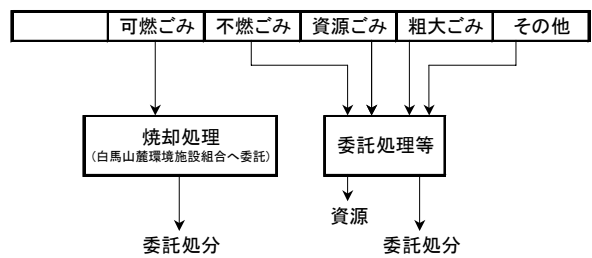 可燃ごみ 不燃ごみ 資源ごみ 粗大ごみ その他
焼却処理
(白馬山麓環境施設組合へ委託)
委託処理等
資源
委託処分 委託処分